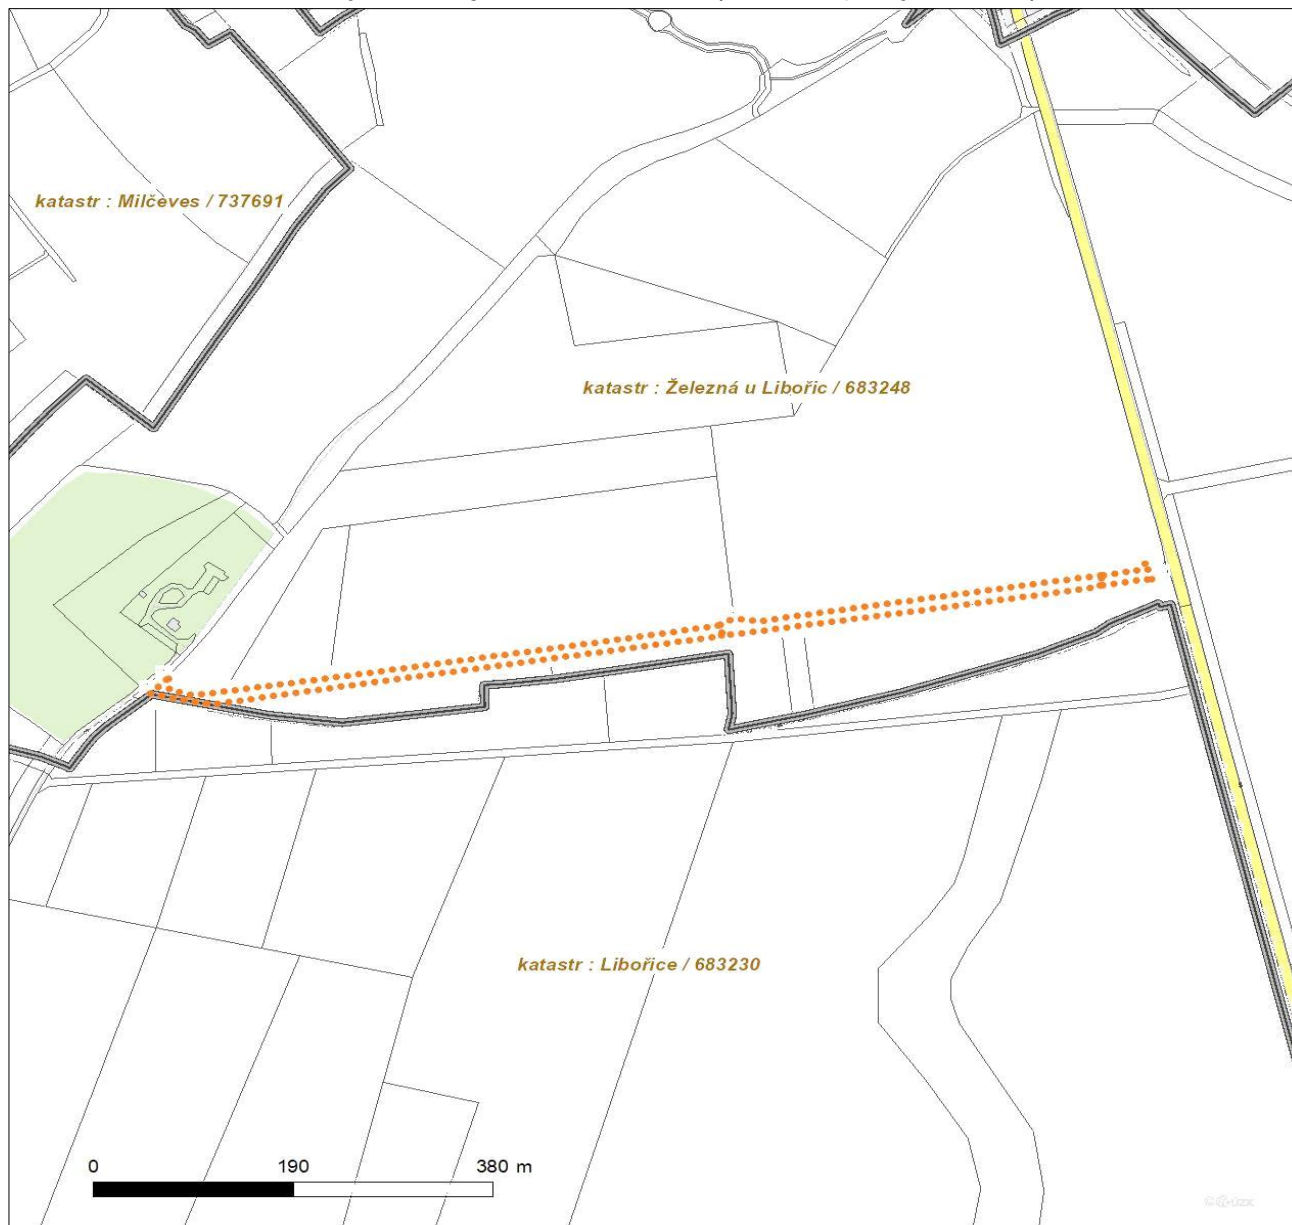 katastr : Milčeves / 737691
katastr : Železná u Libořic / 683248
katastr : Libořice / 683230
0 190 380 m